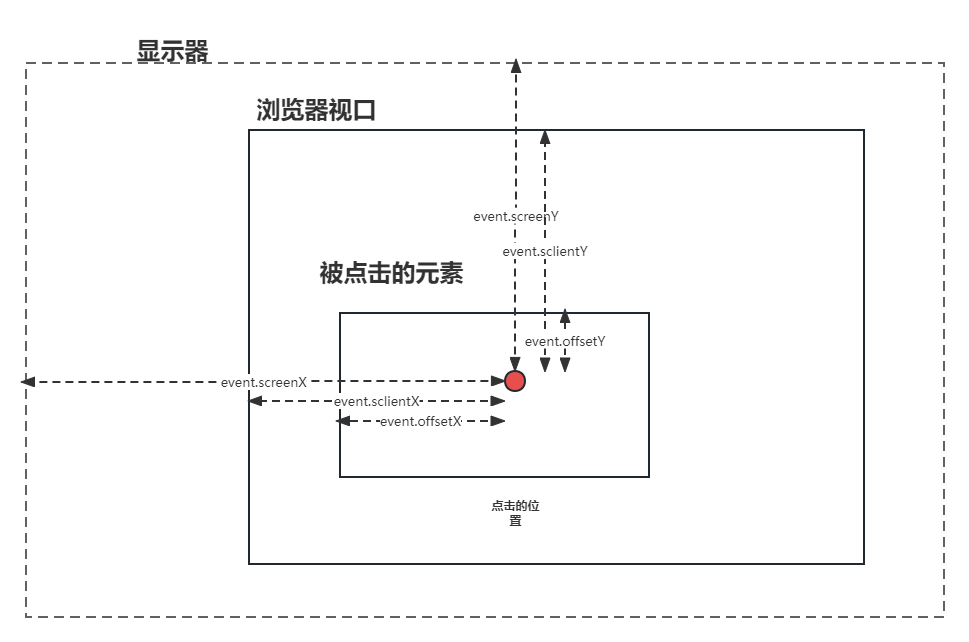 显示器
浏览器视口
event.screenY
event.sclientY
被点击的元素
event.offsetY
event.screenX
event.sclientX
event.offsetX
点击的位
置